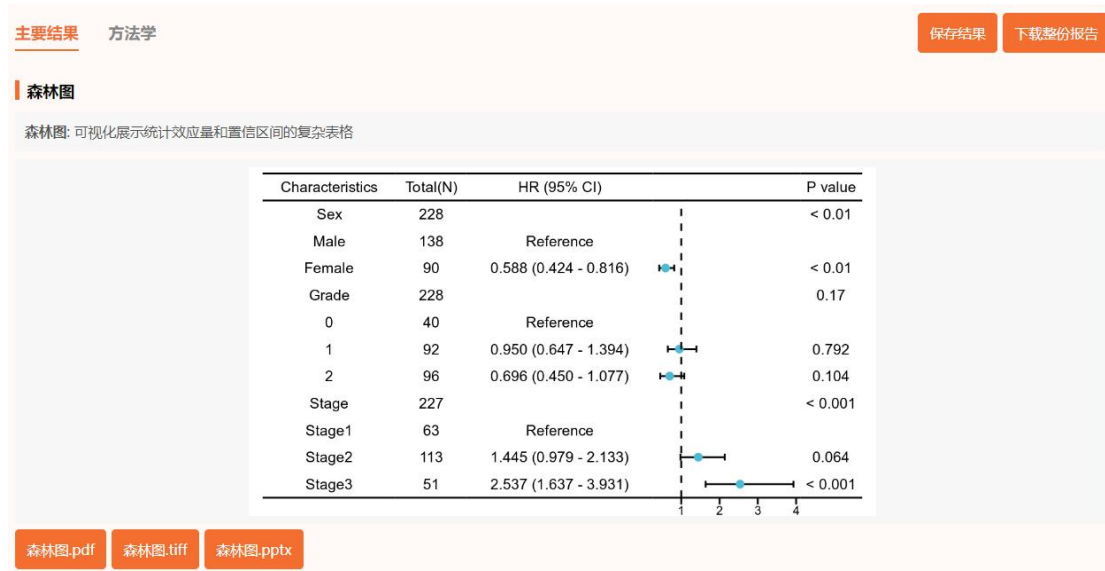 主要结果 方法学 保存结果 下载整份报告
森林图
森林图: 可视化展示统计效应量和置信区间的复杂表格
Characteristics Total(N) HR (95% CI) P value
Sex 228 < 0.01
Male 138 Reference
Female 90 0.588 (0.424 - 0.816) < 0.01
Grade 228 0.17
0 40 Reference
1 92 0.950 (0.647 - 1.394) 0.792
2 96 0.696 (0.450 - 1.077) 0.104
Stage 227 < 0.001
Stage1 63 Reference
Stage2 113 1.445 (0.979 - 2.133) 0.064
Stage3 51 2.537 (1.637 - 3.931) < 0.001
1 2 3 4
森林图.pdf 森林图.tiff 森林图.pptx